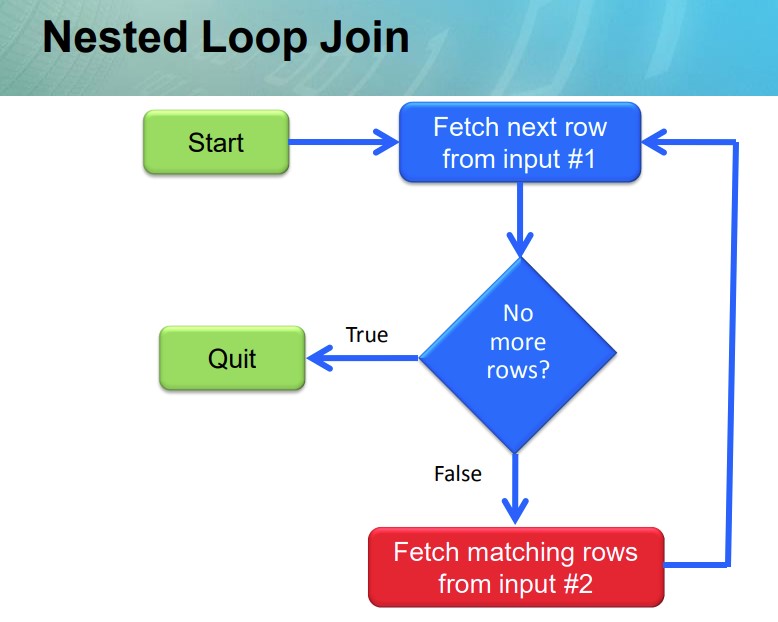 Nested Loop Join
Start
Fetch next row
from input #1
No
more
rows?
True
Quit
False
Fetch matching rows
from input #2